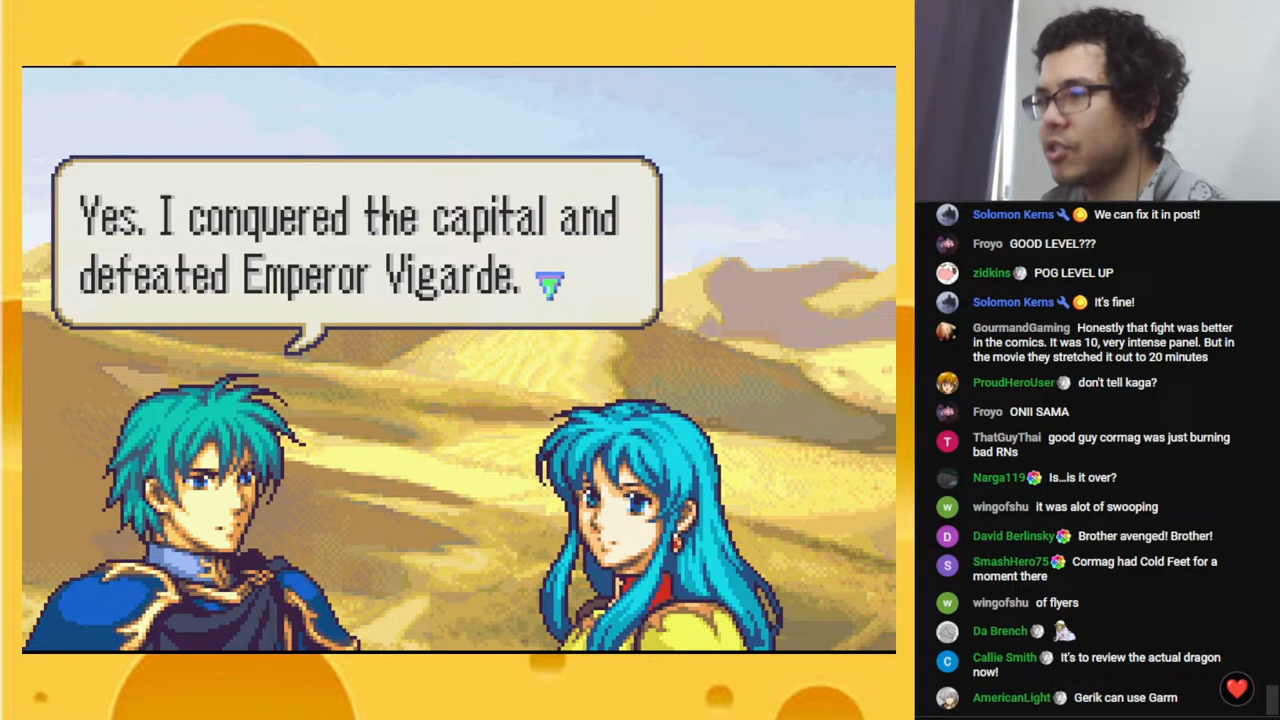 Yes. I conquered the capital and
defeated Emperor Vigarde.
Solomon Kerns We can fix it in post!
Froyo GOOD LEVEL???
zidkins POG LEVEL UP
Solomon Kerns It's fine!
GourmandGaming Honestly that fight was better
in the comics. It was 10, very intense panel. But in
the movie they stretched it out to 20 minutes
ProudHeroUser don't tell kaga?
Froyo ONII SAMA
T
ThatGuyThai good guy cormag was just burning
bad RNs
Narga119 Is...is it over?
w
wingofshu it was alot of swooping
D
David Berlinsky Brother avenged! Brother!
S
SmashHero75 Cormag had Cold Feet for a
moment there
w
wingofshu of flyers
Da Brench
C
Callie Smith It's to review the actual dragon
now!
AmericanLight Gerik can use Garm